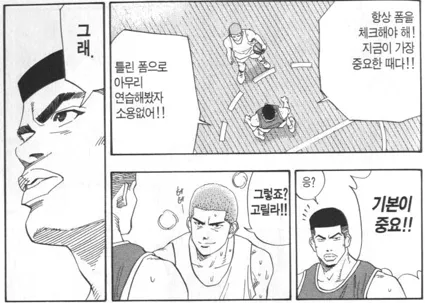 항상 폼을
체크해야 해!
지금이 가장
중요한 때다!!
틀린 폼으로
아무리
연습해봤자
소용없어!!
그래.
기본이
중요!!
응?
그렇죠?
고릴라!!